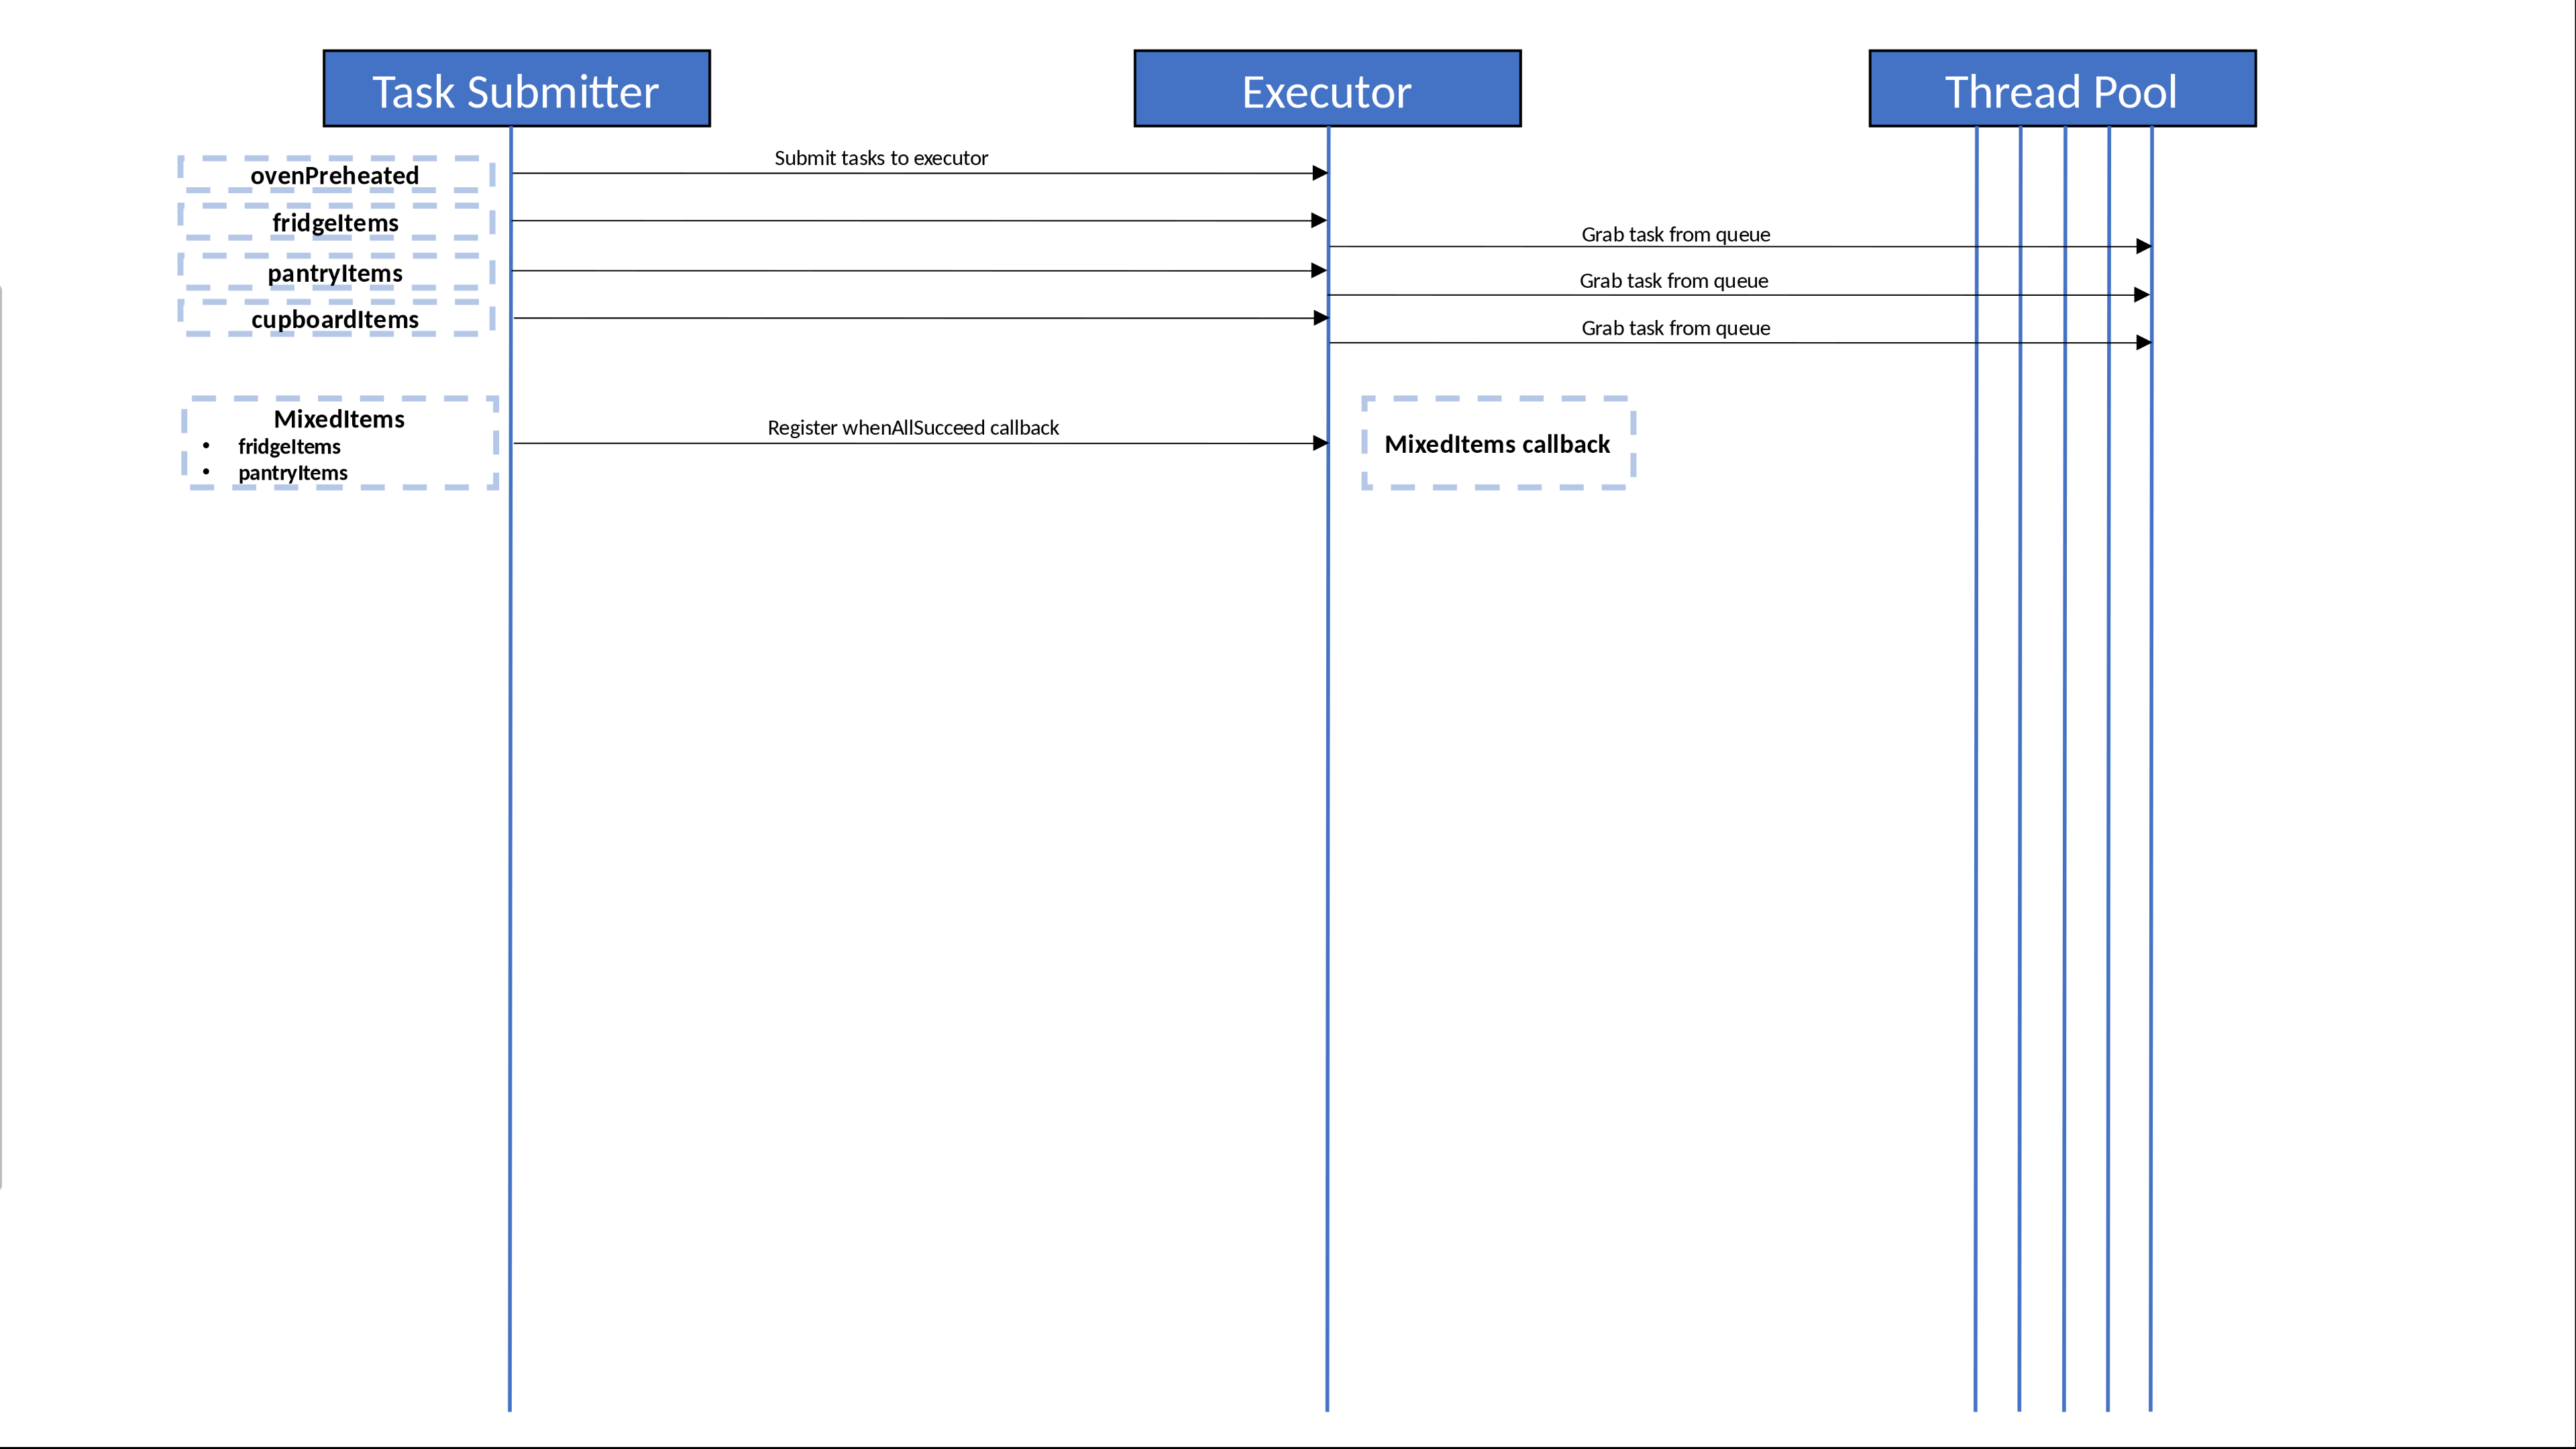 Task Submitter
Executor
Thread Pool
Submit tasks to executor
ovenPreheated
fridgeItems
Grab task from queue
pantryItems
Grab task from queue
cupboardItems
Grab task from queue
MixedItems
• fridgeItems
• pantryItems
Register whenAllSucceed callback
MixedItems callback